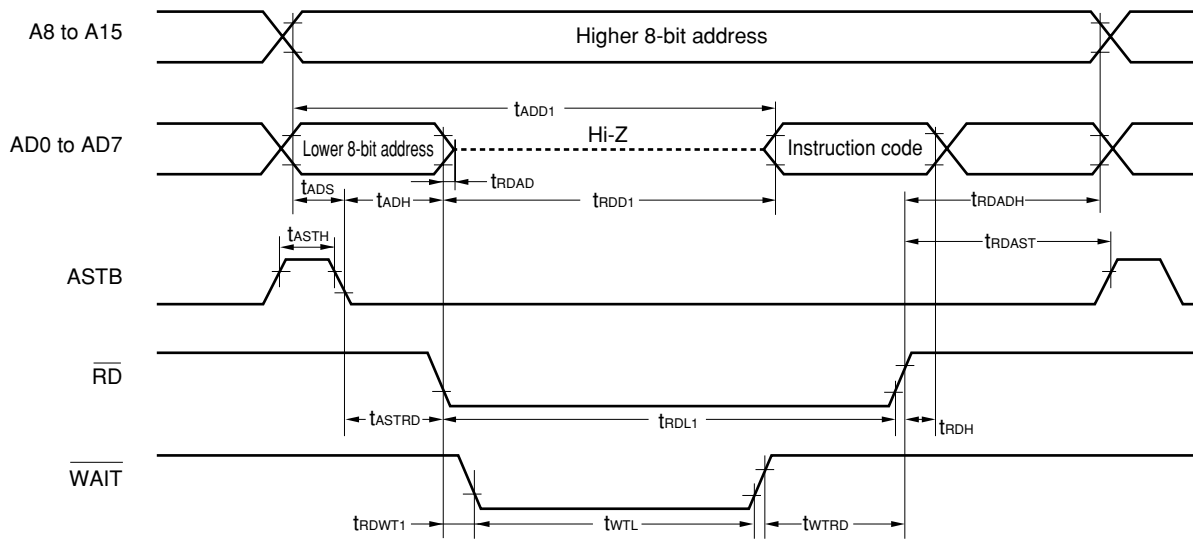 A8 to A15
Higher 8-bit address
tADD1
AD0 to AD7
Lower 8-bit address
Hi-Z
Instruction code
tRDAD
tADS
tADH
tRDD1
tRDADH
tASTH
tRDAST
ASTB
RD
tASTRD
tRDL1
tRDH
WAIT
tRDWT1
tWTL
tWTRD